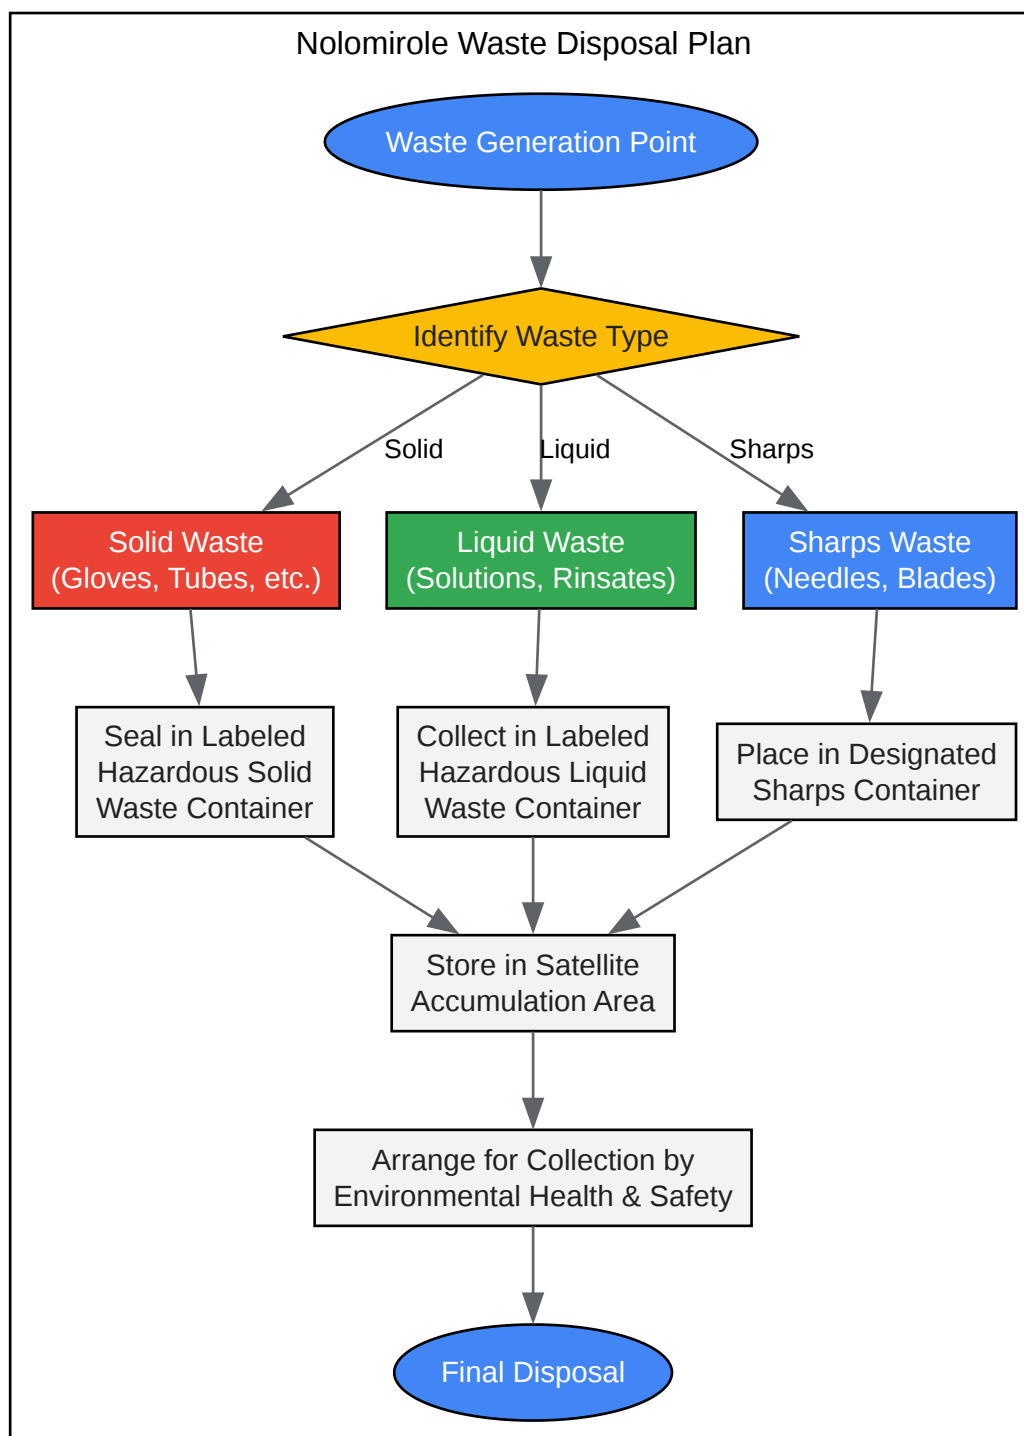 Nolomirole Waste Disposal Plan
Waste Generation Point
Identify Waste Type
Solid
Liquid
Sharps
Solid Waste
(Gloves, Tubes, etc.)
Liquid Waste
(Solutions, Rinsates)
Sharps Waste
(Needles, Blades)
Seal in Labeled
Hazardous Solid
Waste Container
Collect in Labeled
Hazardous Liquid
Waste Container
Place in Designated
Sharps Container
Store in Satellite
Accumulation Area
Arrange for Collection by
Environmental Health & Safety
Final Disposal